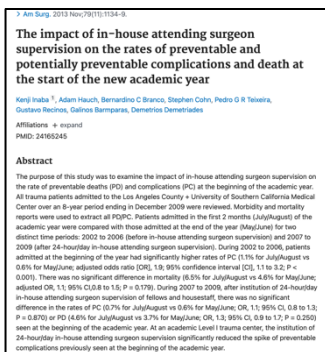 > Am Surg. 2013 Nov;79(11):1134-9.
The impact of in-house attending surgeon
supervision on the rates of preventable and
potentially preventable complications and death at
the start of the new academic year
Kenji Inaba 1, Adam Hauch, Bernardino C Branco, Stephen Cohn, Pedro G R Teixeira,
Gustavo Recinos, Galinos Barmparas, Demetrios Demetriades
Affiliations + expand
PMID: 24165245
Abstract
The purpose of this study was to examine the impact of in-house attending surgeon supervision on
the rate of preventable deaths (PD) and complications (PC) at the beginning of the academic year.
All trauma patients admitted to the Los Angeles County + University of Southern California Medical
Center over an 8-year period ending in December 2009 were reviewed. Morbidity and mortality
reports were used to extract all PD/PC. Patients admitted in the first 2 months (July/August) of the
academic year were compared with those admitted at the end of the year (May/June) for two
distinct time periods: 2002 to 2006 (before in-house attending surgeon supervision) and 2007 to
2009 (after 24-hour/day in-house attending surgeon supervision). During 2002 to 2006, patients
admitted at the beginning of the year had significantly higher rates of PC (1.1% for July/August vs
0.6% for May/June; adjusted odds ratio [OR], 1.9; 95% confidence interval [CI], 1.1 to 3.2; P <
0.001). There was no significant difference in mortality (6.5% for July/August vs 4.6% for May/June;
adjusted OR, 1.1; 95% CI,0.8 to 1.5; P = 0.179). During 2007 to 2009, after institution of 24-hour/day
in-house attending surgeon supervision of fellows and housestaff, there was no significant
difference in the rates of PC (0.7% for July/August vs 0.6% for May/June; OR, 1.1; 95% CI, 0.8 to 1.3;
P = 0.870) or PD (4.6% for July/August vs 3.7% for May/June; OR, 1.3; 95% CI, 0.9 to 1.7; P = 0.250)
seen at the beginning of the academic year. At an academic Level I trauma center, the institution of
24-hour/day in-house attending surgeon supervision significantly reduced the spike of preventable
complications previously seen at the beginning of the academic year.